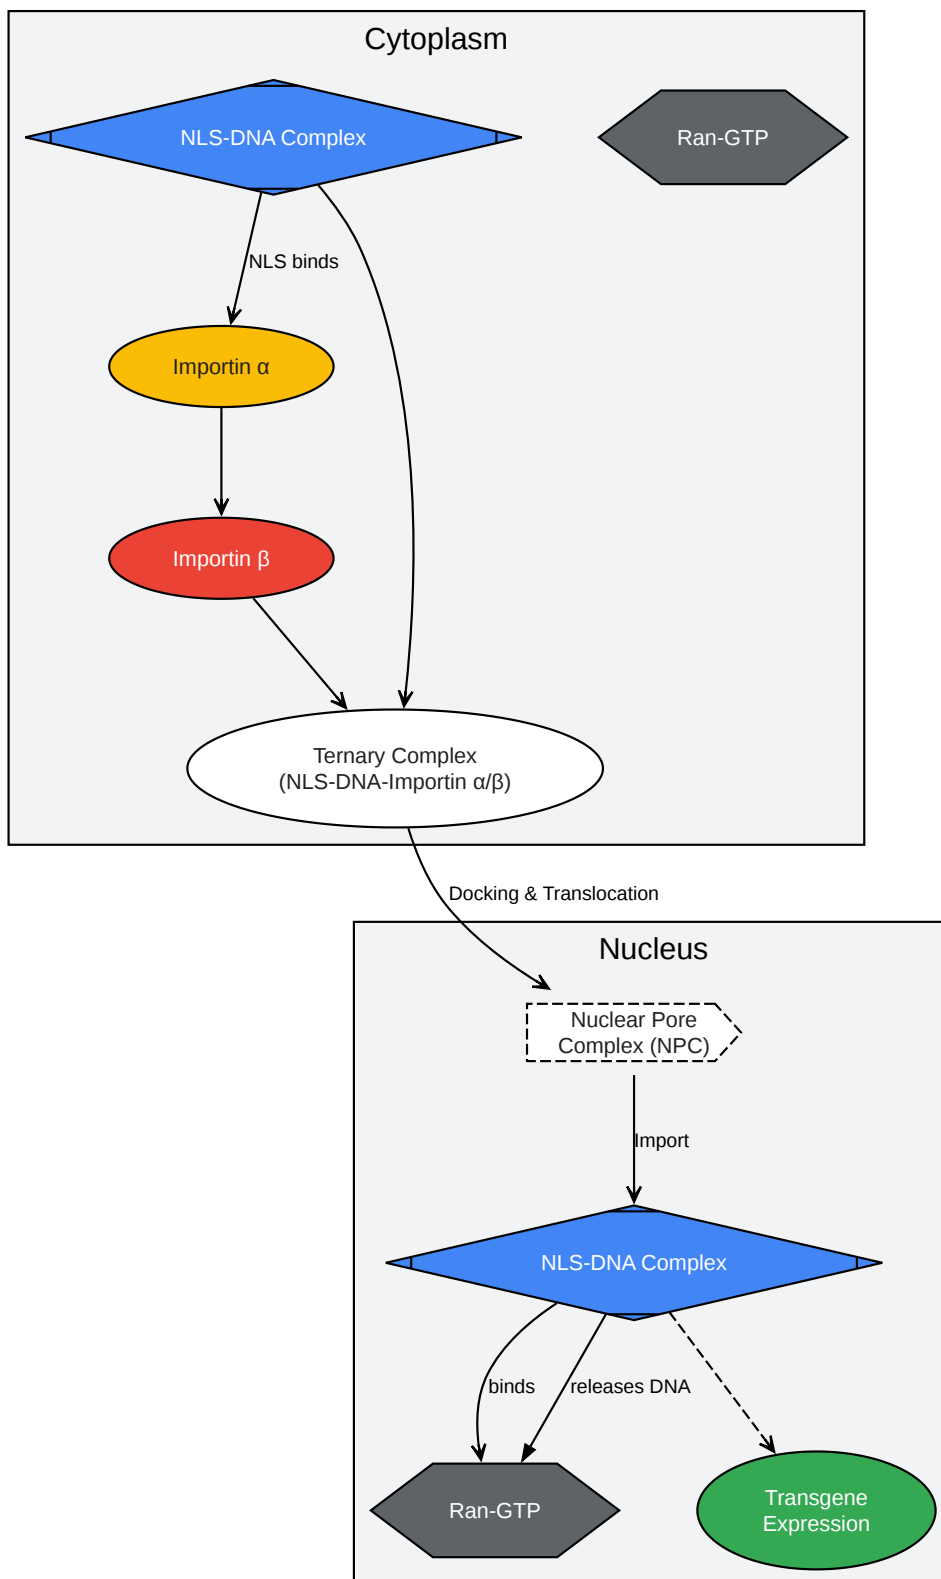 Cytoplasm
NLS-DNA Complex
Ran-GTP
NLS binds
Importin α
Importin β
Ternary Complex
(NLS-DNA-Importin α/β)
Docking & Translocation
Nucleus
Nuclear Pore
Complex (NPC)
Import
NLS-DNA Complex
binds
releases DNA
Ran-GTP
Transgene
Expression